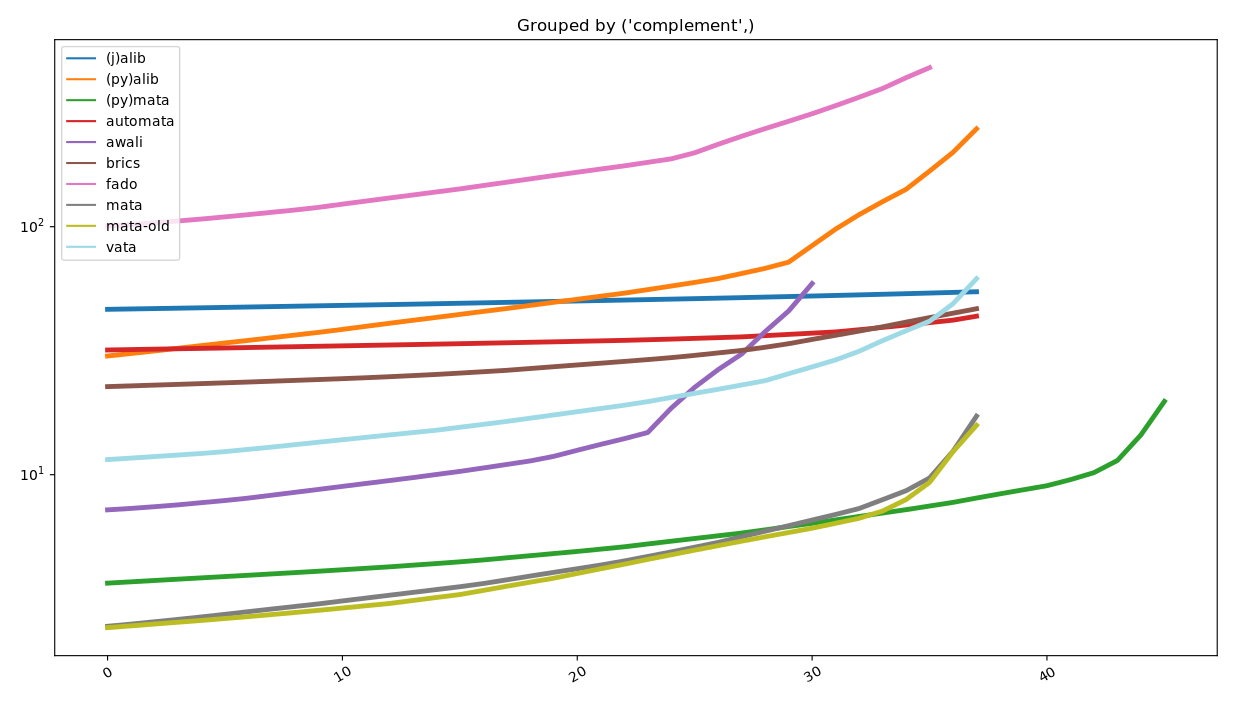 Grouped by ('complement',)
(j)alib
(py)alib
(py)mata
automata
awali
brics
fado
mata
mata-old
vata
10²
10¹
0
10
20
30
40